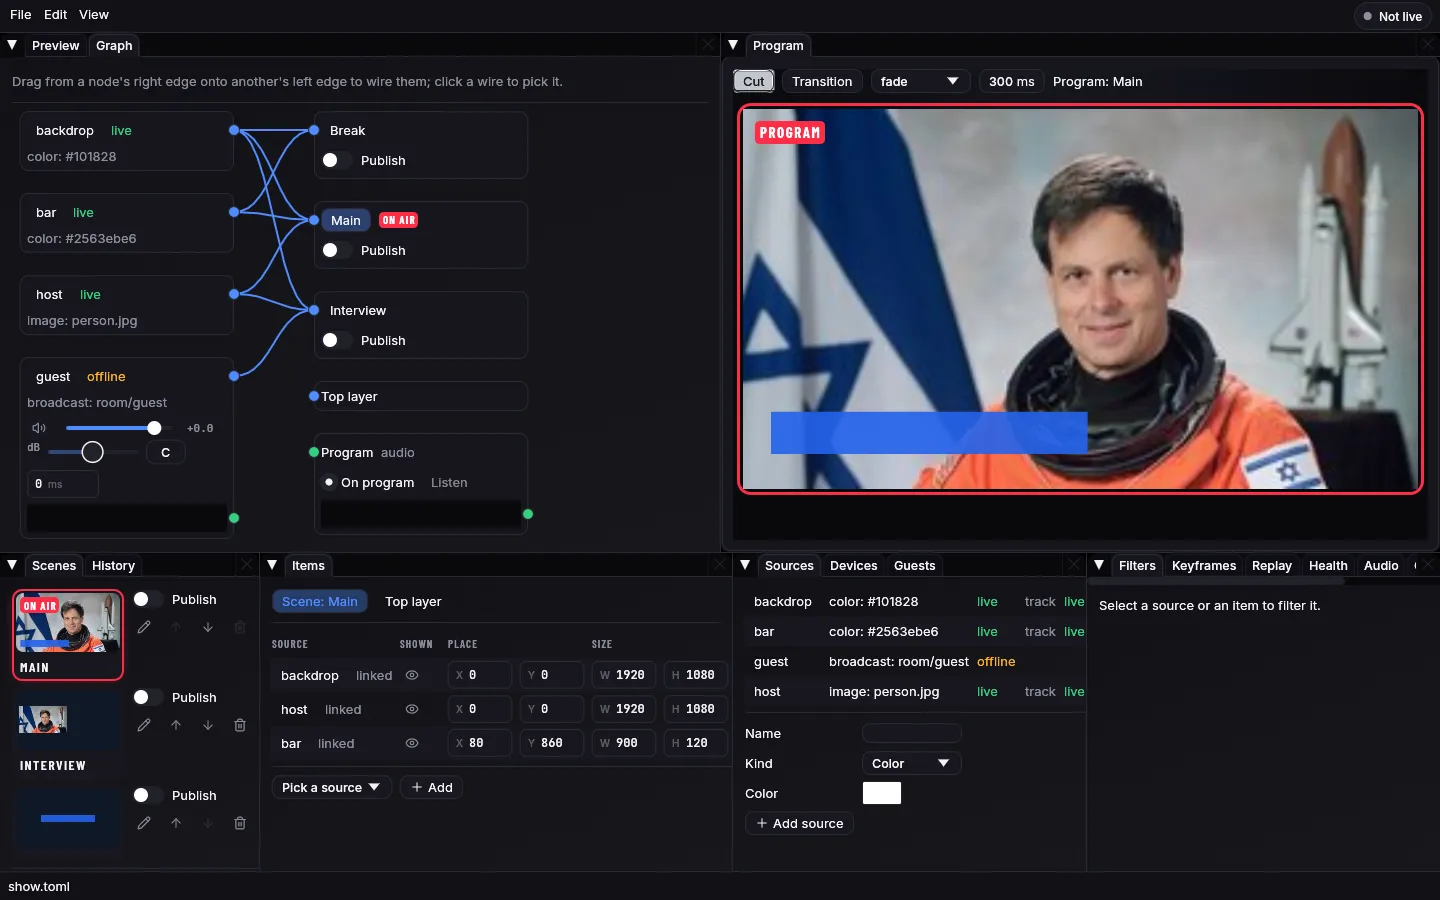 File Edit View
Not live
Preview Graph
Program
Drag from a node's right edge onto another's left edge to wire them; click a wire to pick it.
Cut Transition fade 300 ms Program: Main
PROGRAM
backdrop live
color: #101828
bar live
color: #2563ebe6
host live
image: person.jpg
guest offline
broadcast: room/guest
+0.0
dB
C
0 ms
Break
Publish
Main ON AIR
Publish
Interview
Publish
Top layer
Program audio
On program Listen
Scenes History
ON AIR
MAIN
Publish
INTERVIEW
Publish
Publish
Items
Scene: Main Top layer
SOURCE SHOWN PLACE SIZE
backdrop linked X 0 Y 0 W 1920 H 1080
host linked X 0 Y 0 W 1920 H 1080
bar linked X 80 Y 860 W 900 H 120
Pick a source + Add
Sources Devices Guests
backdrop color: #101828 live track live
bar color: #2563ebe6 live track live
guest broadcast: room/guest offline
host image: person.jpg live track live
Name
Kind Color
Color
+ Add source
Filters Keyframes Replay Health Audio
Select a source or an item to filter it.
show.toml